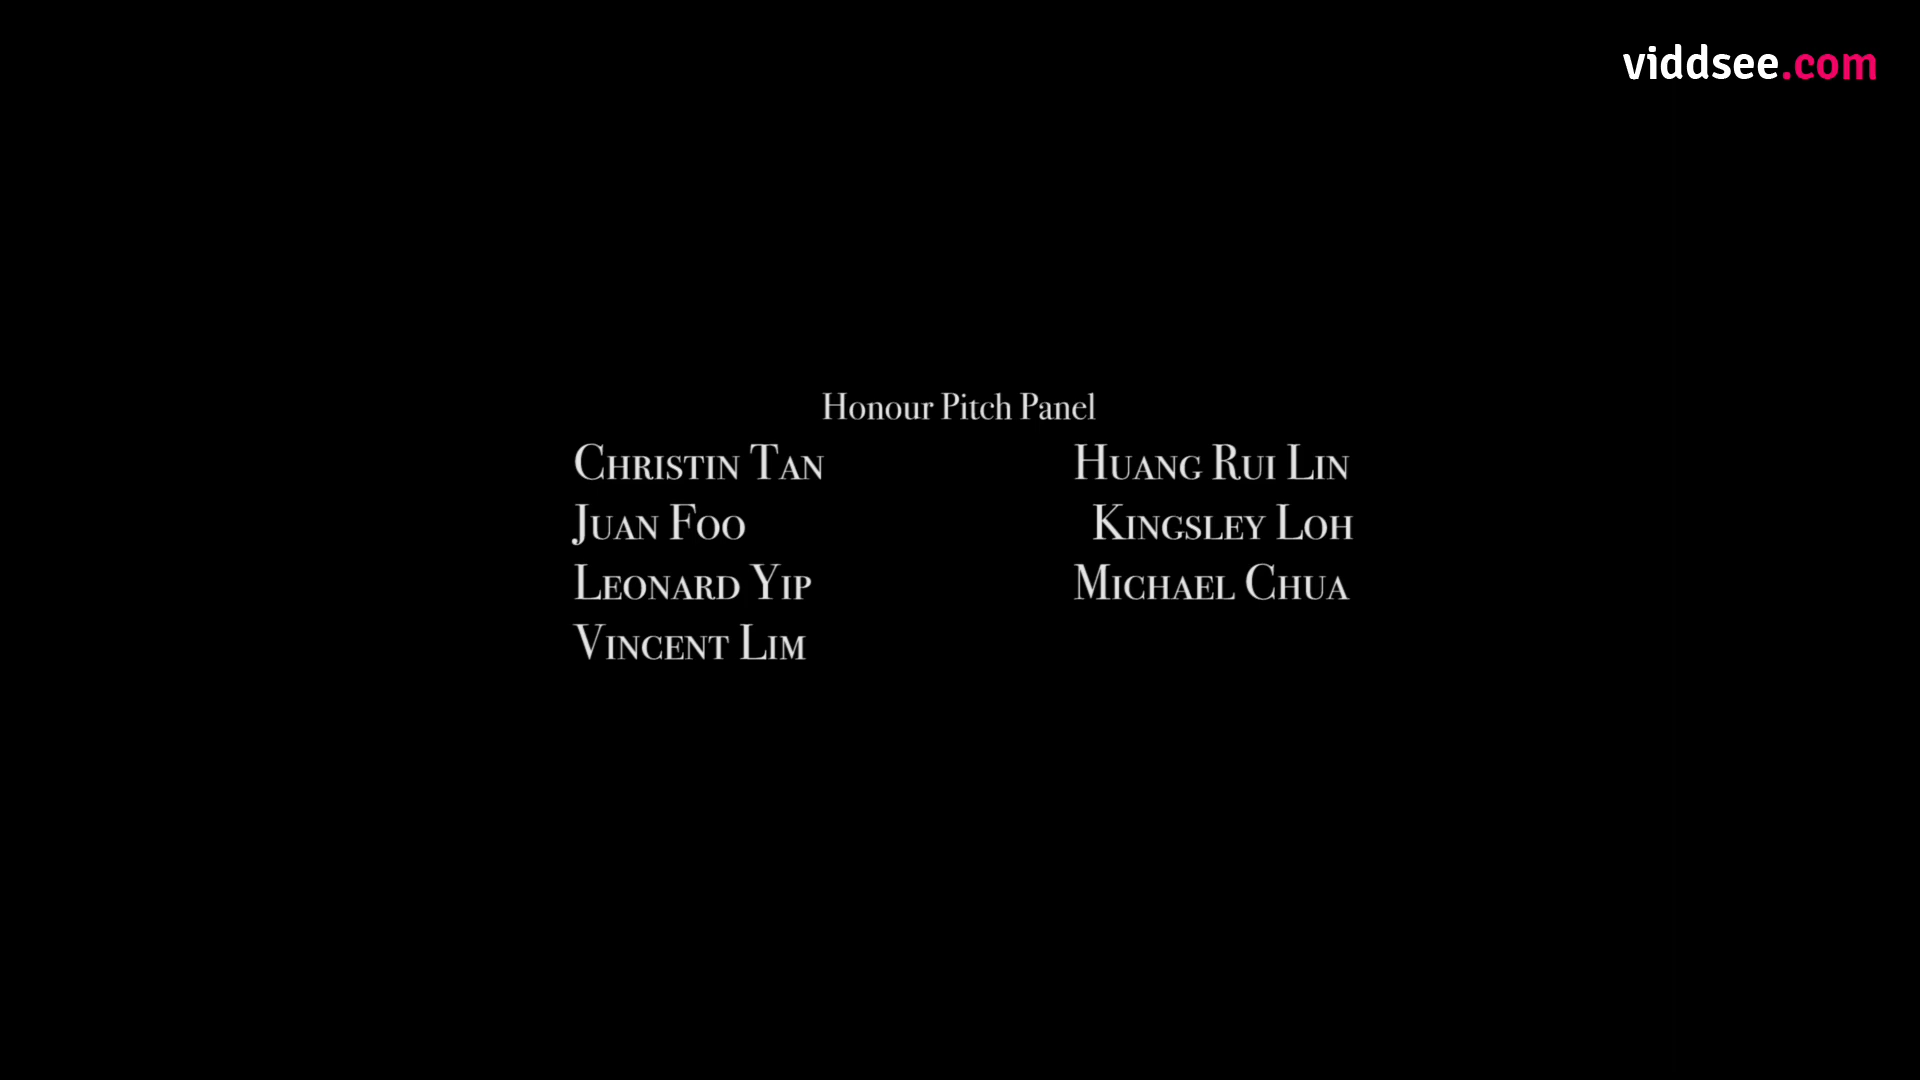 viddsee.com
Honour Pitch Panel
Christin Tan Huang Rui Lin
Juan Foo Kingsley Loh
Leonard Yip Michael Chua
Vincent Lim